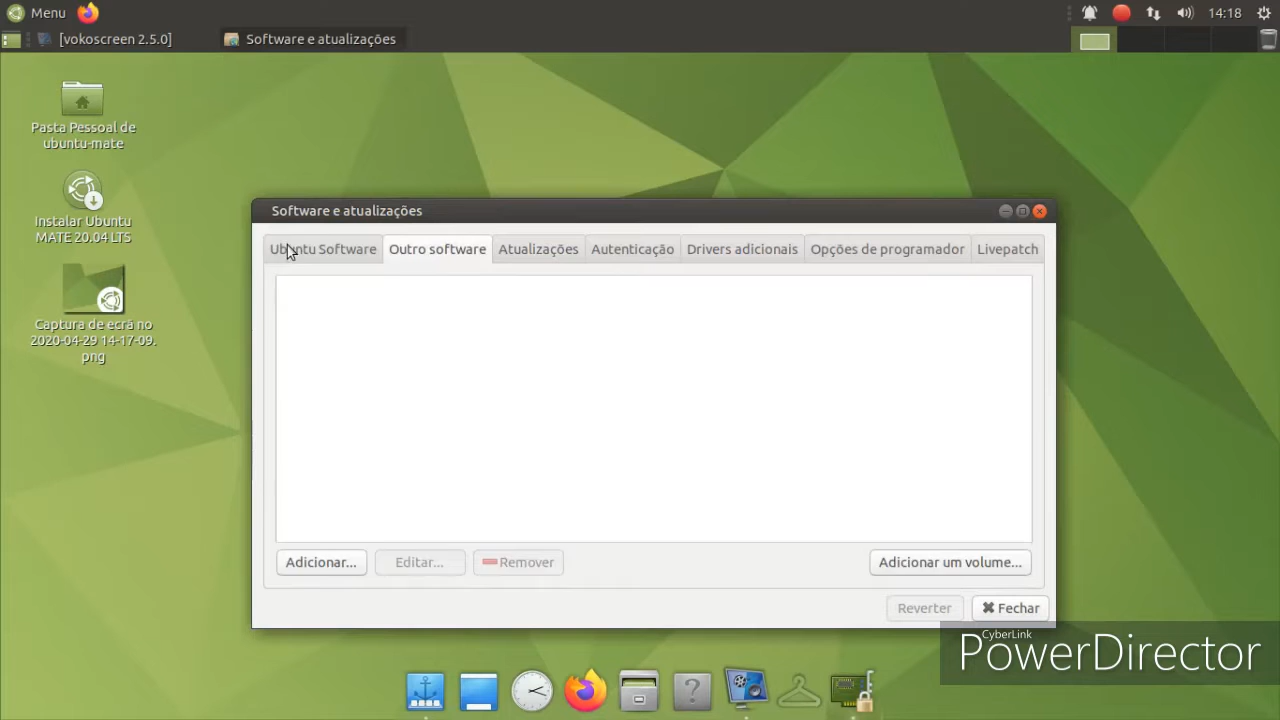 Menu
14:18
[vokoscreen 2.5.0]
Software e atualizações
Pasta Pessoal de
ubuntu-mate
Instalar Ubuntu
MATE 20.04 LTS
Captura de ecrã no
2020-04-29 14-17-09.
png
Software e atualizações
Ubuntu Software
Outro software
Atualizações
Autenticação
Drivers adicionais
Opções de programador
Livepatch
Adicionar...
Editar...
Remover
Adicionar um volume...
Reverter
Fechar
CyberLink
PowerDirector